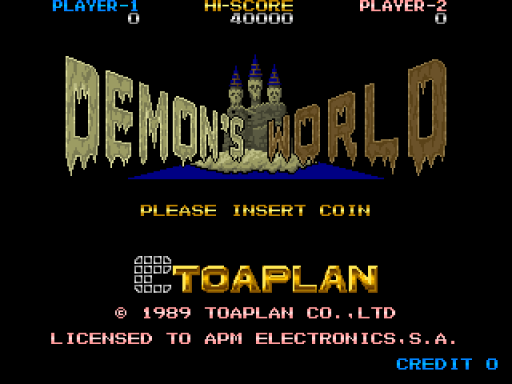 PLAYER-1 HI-SCORE PLAYER-2
0 40000 0
DEMON'S WORLD
PLEASE INSERT COIN
TOAPLAN
© 1989 TOAPLAN CO.,LTD
LICENSED TO APM ELECTRONICS,S.A.
CREDIT 0